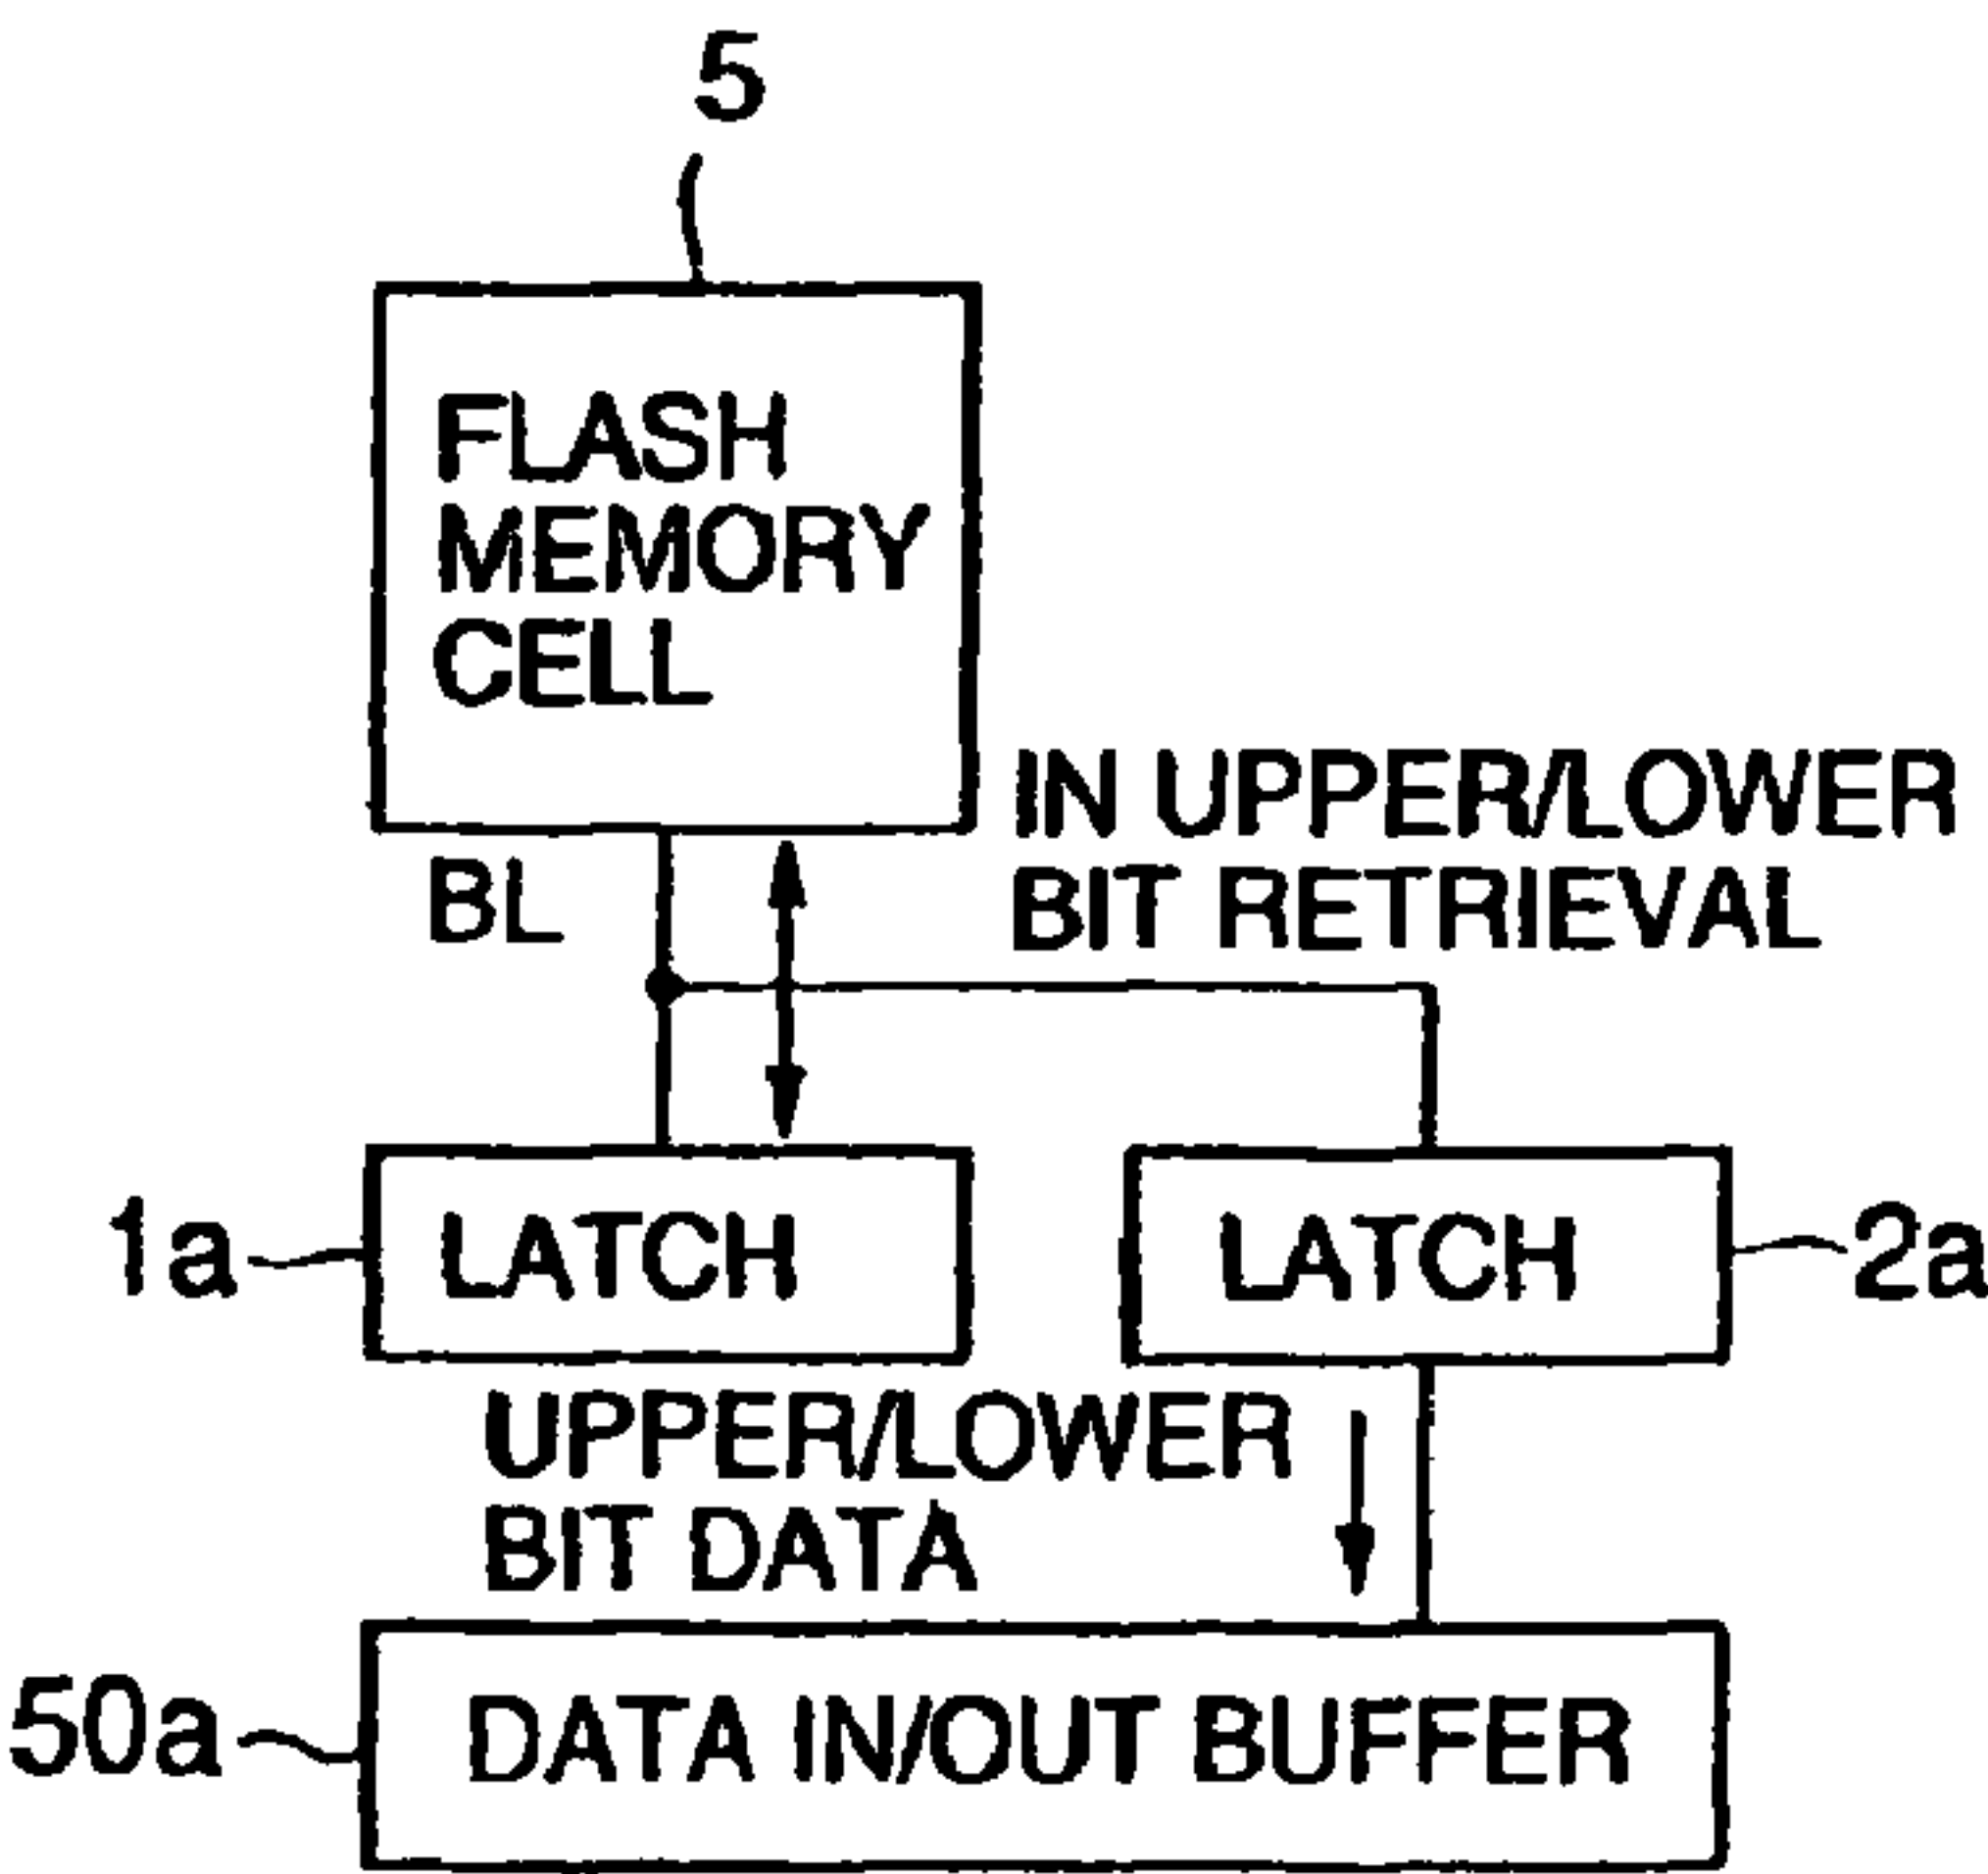 5
FLASH
MEMORY
CELL
IN UPPER/LOWER
BIT RETRIEVAL
BL
1a
LATCH
LATCH
2a
UPPER/LOWER
BIT DATA
50a
DATA IN/OUT BUFFER